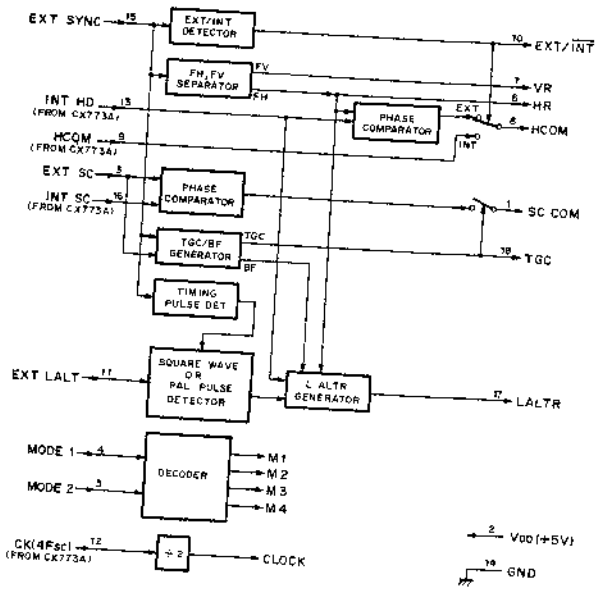 EXT SYNC 15
EXT/INT
DETECTOR
10 EXT/INT
FH, FV
SEPARATOR
FV
FH
7 VR
HR
INT HD 13
(FROM CX773A)
PHASE
COMPARATOR
EXT
INT
HCOM
HCOM 9
(FROM CX773A)
EXT SC
INT SC 16
(FROM CX773A)
PHASE
COMPARATOR
1 SC COM
TGC/BF
GENERATOR
TGC
BF
18 TGC
TIMING
PULSE DET
EXT LALT 11
SQUARE WAVE
OR
PAL PULSE
DETECTOR
L ALTR
GENERATOR
17 LALTR
MODE 1 4
MODE 2 3
DECODER
M1
M2
M3
M4
CK(4Fsc) 12
(FROM CX773A)
÷ 2
CLOCK
2 VDD(+5V)
GND